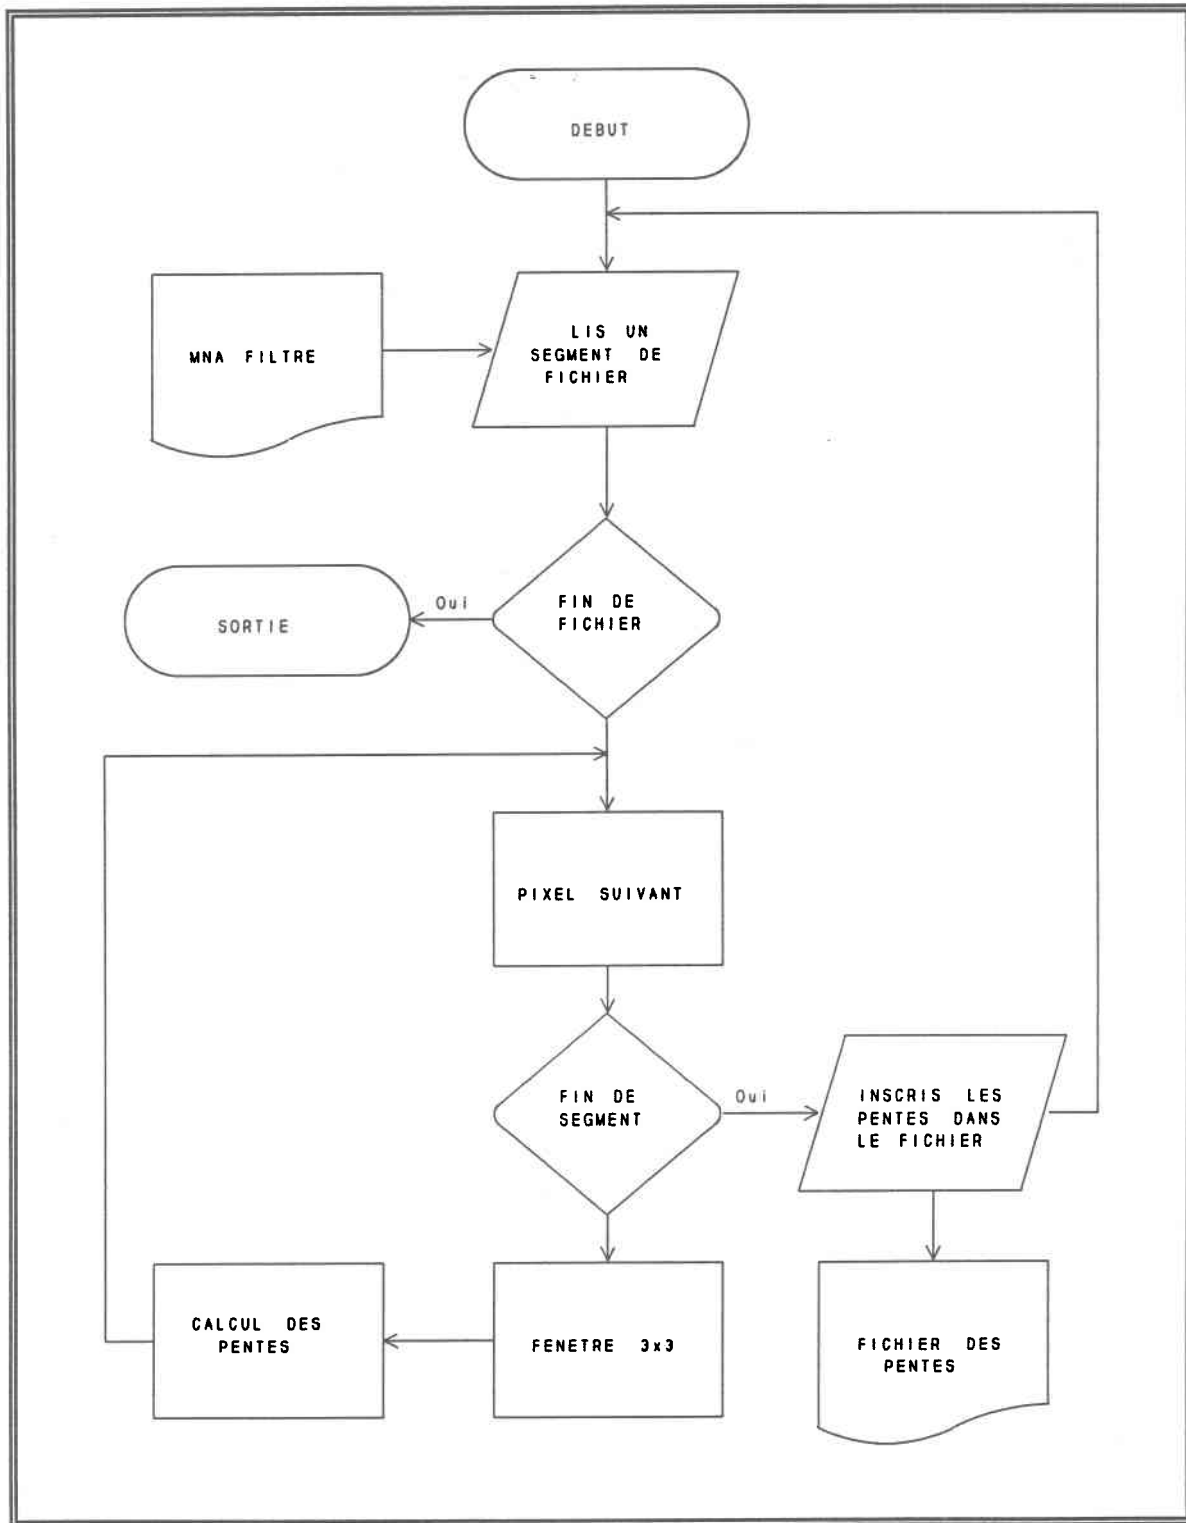 DEBUT
MNA FILTRE
LIS UN
SEGMENT DE
FICHIER
SORTIE
Oui
FIN DE
FICHIER
PIXEL SUIVANT
FIN DE
SEGMENT
Oui
INSCRIS LES
PENTES DANS
LE FICHIER
CALCUL DES
PENTES
FENETRE 3x3
FICHIER DES
PENTES